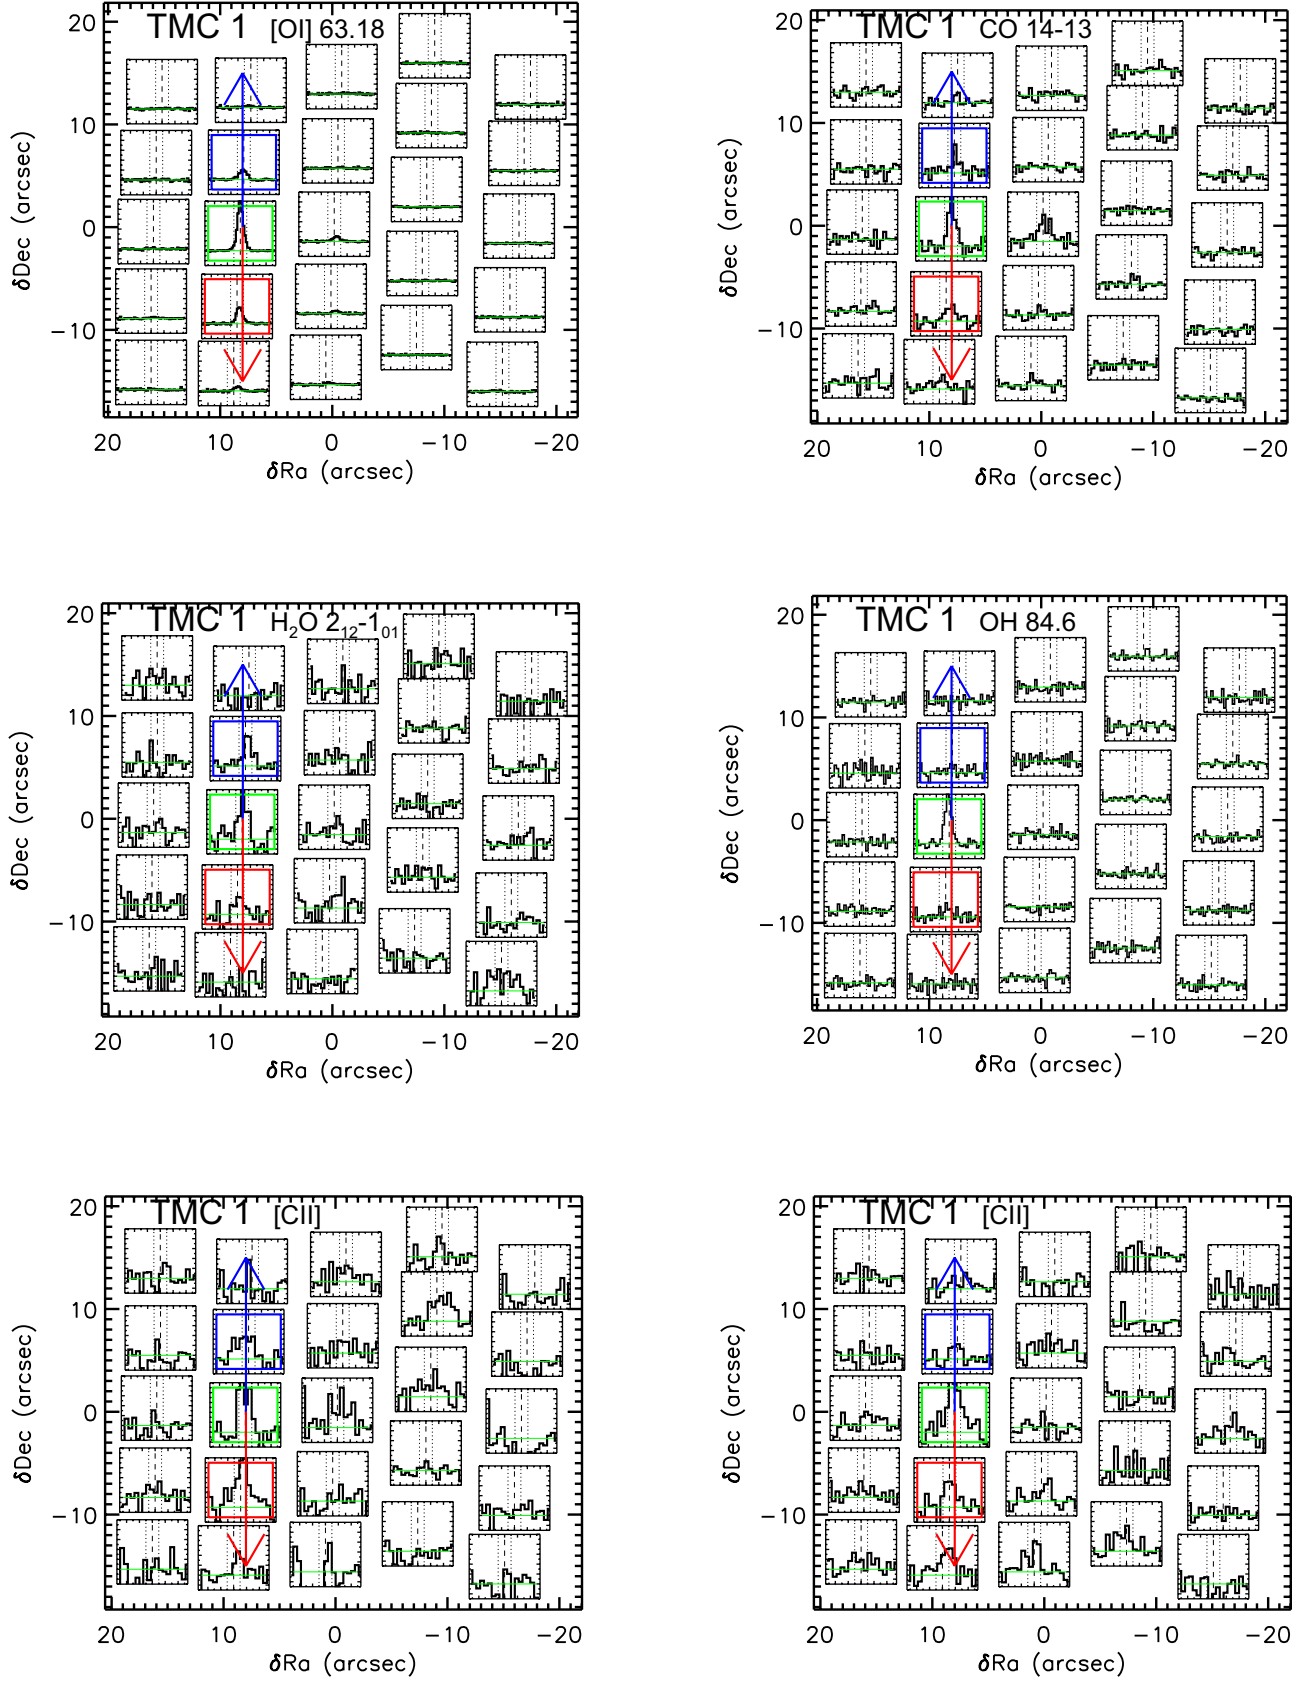 TMC 1 [OI] 63.18
20
10
0
−10
δDec (arcsec)
20 10 0 −10 −20
δRa (arcsec)
TMC 1 CO 14-13
20
10
0
−10
δDec (arcsec)
20 10 0 −10 −20
δRa (arcsec)
TMC 1 H₂O 2₁₂-1₀₁
20
10
0
−10
δDec (arcsec)
20 10 0 −10 −20
δRa (arcsec)
TMC 1 OH 84.6
20
10
0
−10
δDec (arcsec)
20 10 0 −10 −20
δRa (arcsec)
TMC 1 [CII]
20
10
0
−10
δDec (arcsec)
20 10 0 −10 −20
δRa (arcsec)
TMC 1 [CII]
20
10
0
−10
δDec (arcsec)
20 10 0 −10 −20
δRa (arcsec)